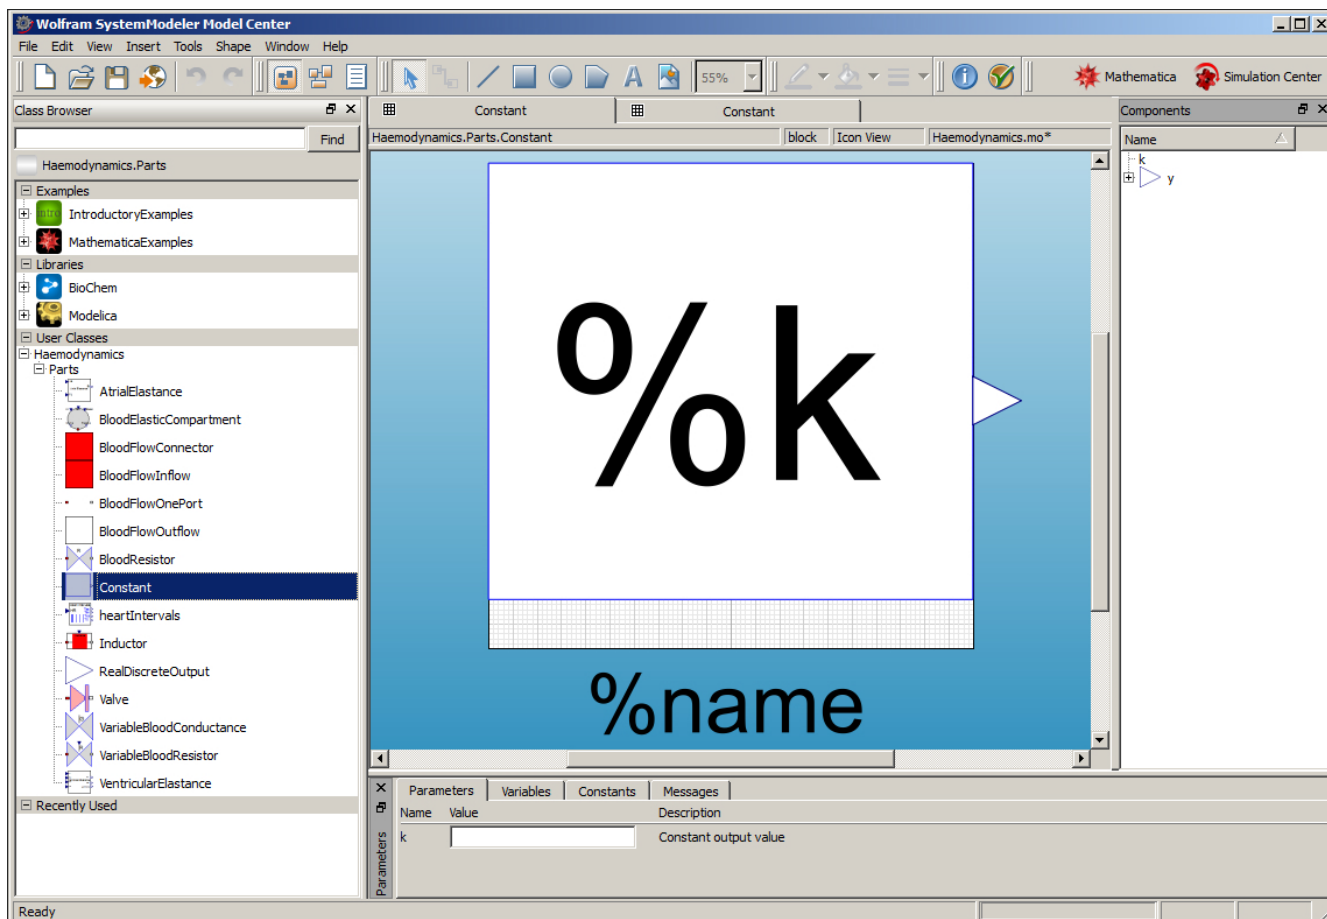 Wolfram SystemModeler Model Center
File Edit View Insert Tools Shape Window Help
A 55% Mathematica Simulation Center
Class Browser
Find
Haemodynamics.Parts
Examples
IntroductoryExamples
MathematicaExamples
Libraries
BioChem
Modelica
User Classes
Haemodynamics
Parts
AtrialElastance
BloodElasticCompartment
BloodFlowConnector
BloodFlowInflow
BloodFlowOnePort
BloodFlowOutflow
BloodResistor
Constant
heartIntervals
Inductor
RealDiscreteOutput
Valve
VariableBloodConductance
VariableBloodResistor
VentricularElastance
Recently Used
Constant Constant
Haemodynamics.Parts.Constant block Icon View Haemodynamics.mo*
%k
%name
Components
Name
k
y
Parameters Variables Constants Messages
Name Value Description
k Constant output value
Parameters
Ready